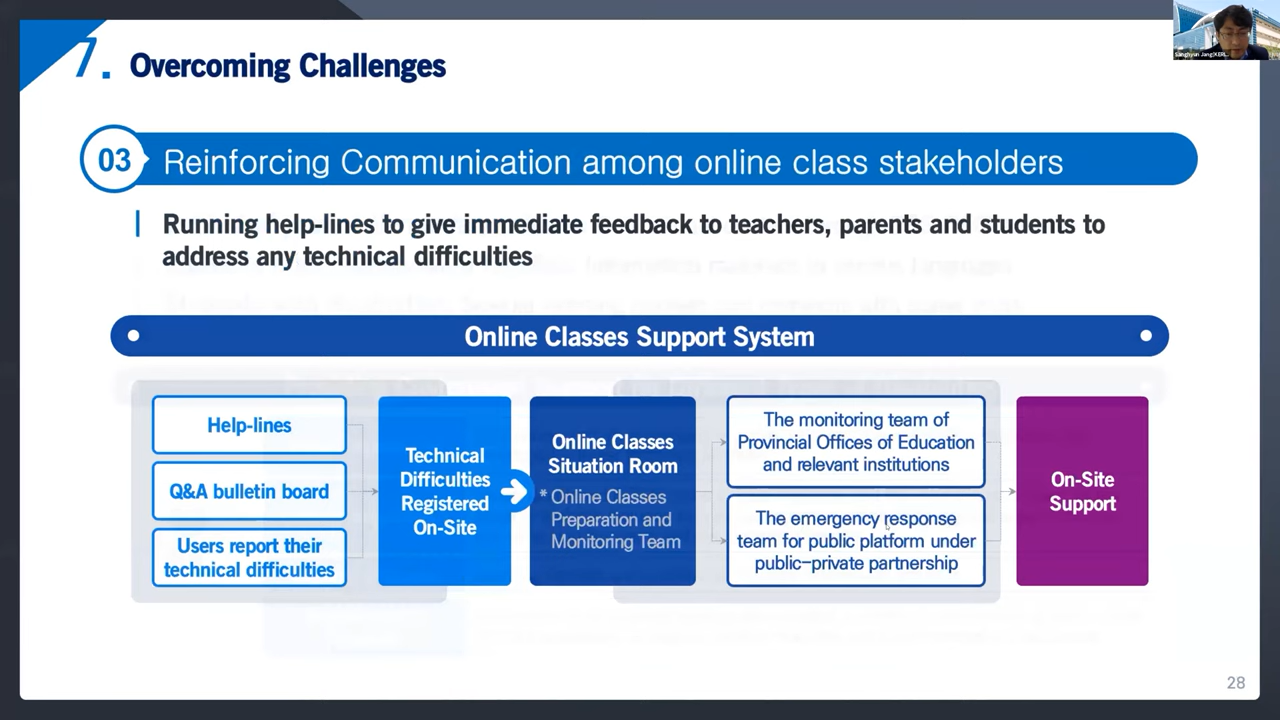 7. Overcoming Challenges
03 Reinforcing Communication among online class stakeholders
Running help-lines to give immediate feedback to teachers, parents and students to
address any technical difficulties
Online Classes Support System
Help-lines
Q&A bulletin board
Users report their
technical difficulties
Technical
Difficulties
Registered
On-Site
Online Classes
Situation Room
* Online Classes
Preparation and
Monitoring Team
The monitoring team of
Provincial Offices of Education
and relevant institutions
The emergency response
team for public platform under
public-private partnership
On-Site
Support
28